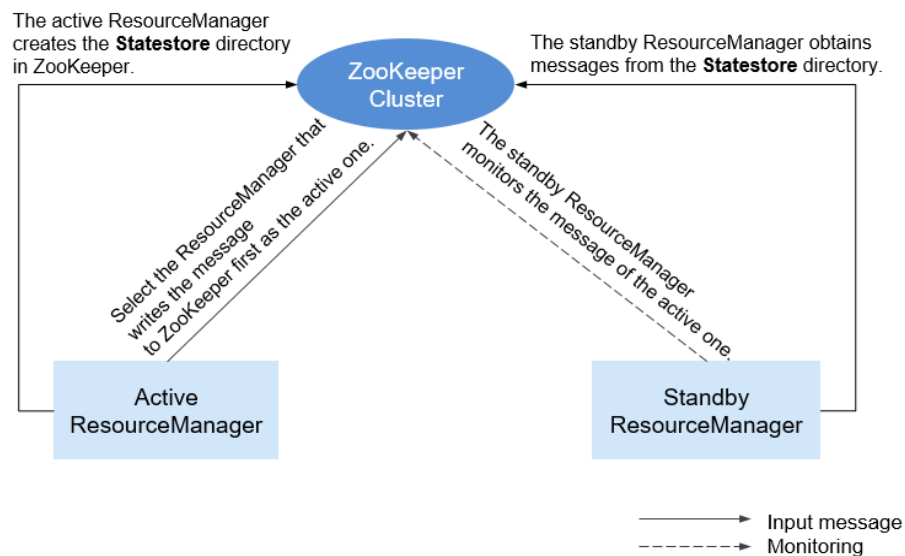 The active ResourceManager
creates the Statestore directory
in ZooKeeper.
The standby ResourceManager obtains
messages from the Statestore directory.
ZooKeeper
Cluster
Select the ResourceManager that
writes the message
to ZooKeeper first as the active one.
The standby ResourceManager
monitors the message of the active one.
Active
ResourceManager
Standby
ResourceManager
Input message
Monitoring